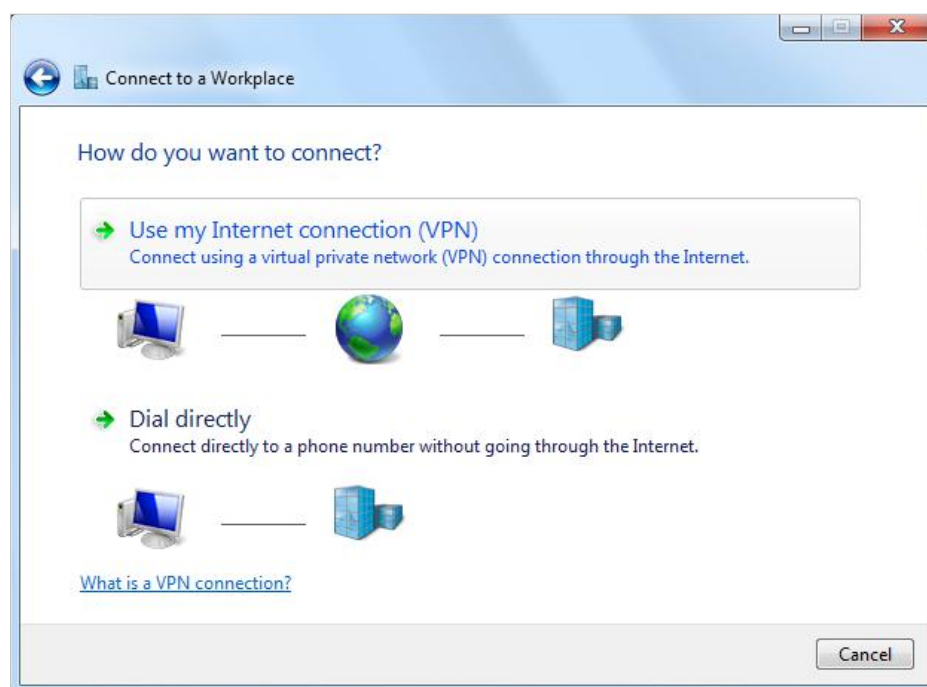 Connect to a Workplace
How do you want to connect?
Use my Internet connection (VPN)
Connect using a virtual private network (VPN) connection through the Internet.
Dial directly
Connect directly to a phone number without going through the Internet.
What is a VPN connection?
Cancel